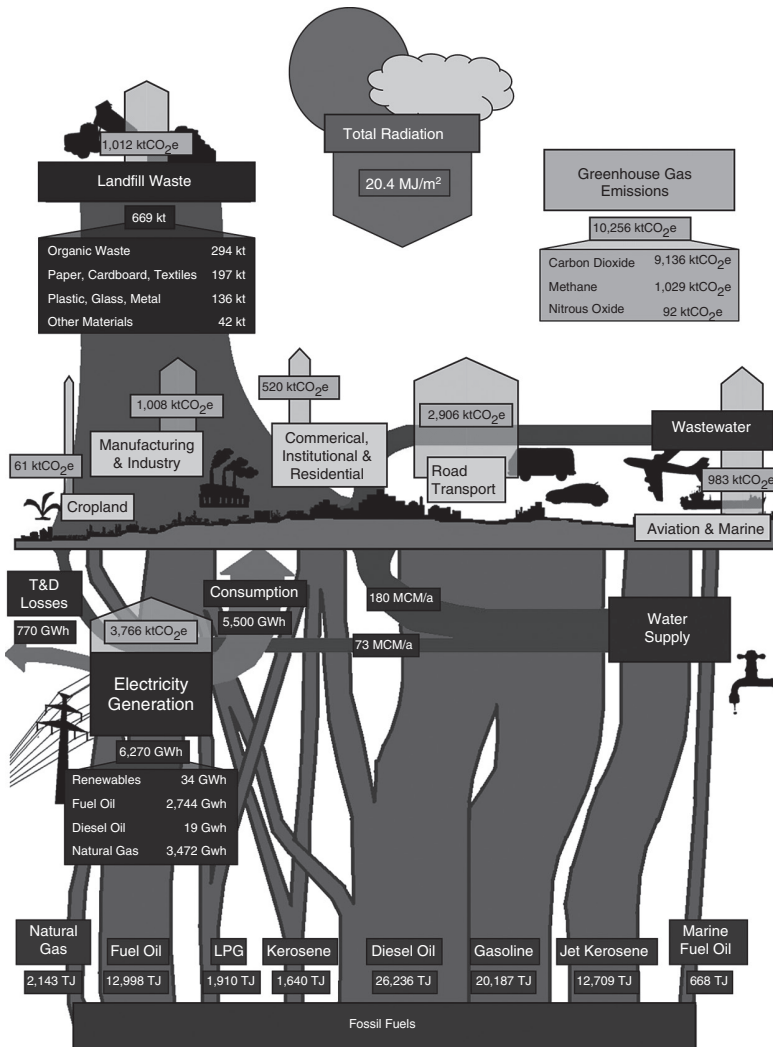 1,012 ktCO2e
Landfill Waste
669 kt
Organic Waste 294 kt
Paper, Cardboard, Textiles 197 kt
Plastic, Glass, Metal 136 kt
Other Materials 42 kt
Total Radiation
20.4 MJ/m²
Greenhouse Gas
Emissions
10,256 ktCO2e
Carbon Dioxide 9,136 ktCO2e
Methane 1,029 ktCO2e
Nitrous Oxide 92 ktCO2e
61 ktCO2e
Cropland
1,008 ktCO2e
Manufacturing
& Industry
520 ktCO2e
Commerical,
Institutional &
Residential
2,906 ktCO2e
Road
Transport
Wastewater
983 ktCO2e
Aviation & Marine
T&D
Losses
770 GWh
3,766 ktCO2e
Electricity
Generation
6,270 GWh
Renewables 34 GWh
Fuel Oil 2,744 Gwh
Diesel Oil 19 Gwh
Natural Gas 3,472 Gwh
Consumption
5,500 GWh
180 MCM/a
73 MCM/a
Water
Supply
Natural
Gas
2,143 TJ
Fuel Oil
12,998 TJ
LPG
1,910 TJ
Kerosene
1,640 TJ
Diesel Oil
26,236 TJ
Gasoline
20,187 TJ
Jet Kerosene
12,709 TJ
Marine
Fuel Oil
668 TJ
Fossil Fuels